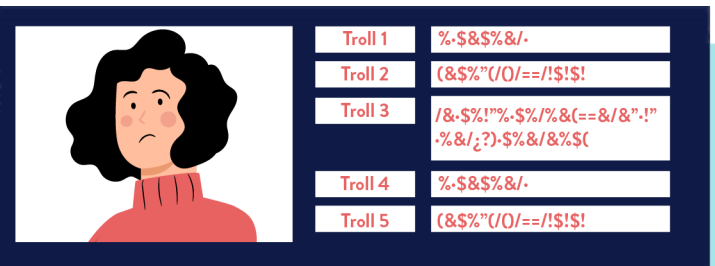 Troll 1 %·$&$%&/·
Troll 2 (&$%”(/()/==/!$!$!
Troll 3 /&·$%!”%·$%/%&(==&/&”·!”
·%&/¿?)·$%&/&%$(
Troll 4 %·$&$%&/·
Troll 5 (&$%”(/()/==/!$!$!